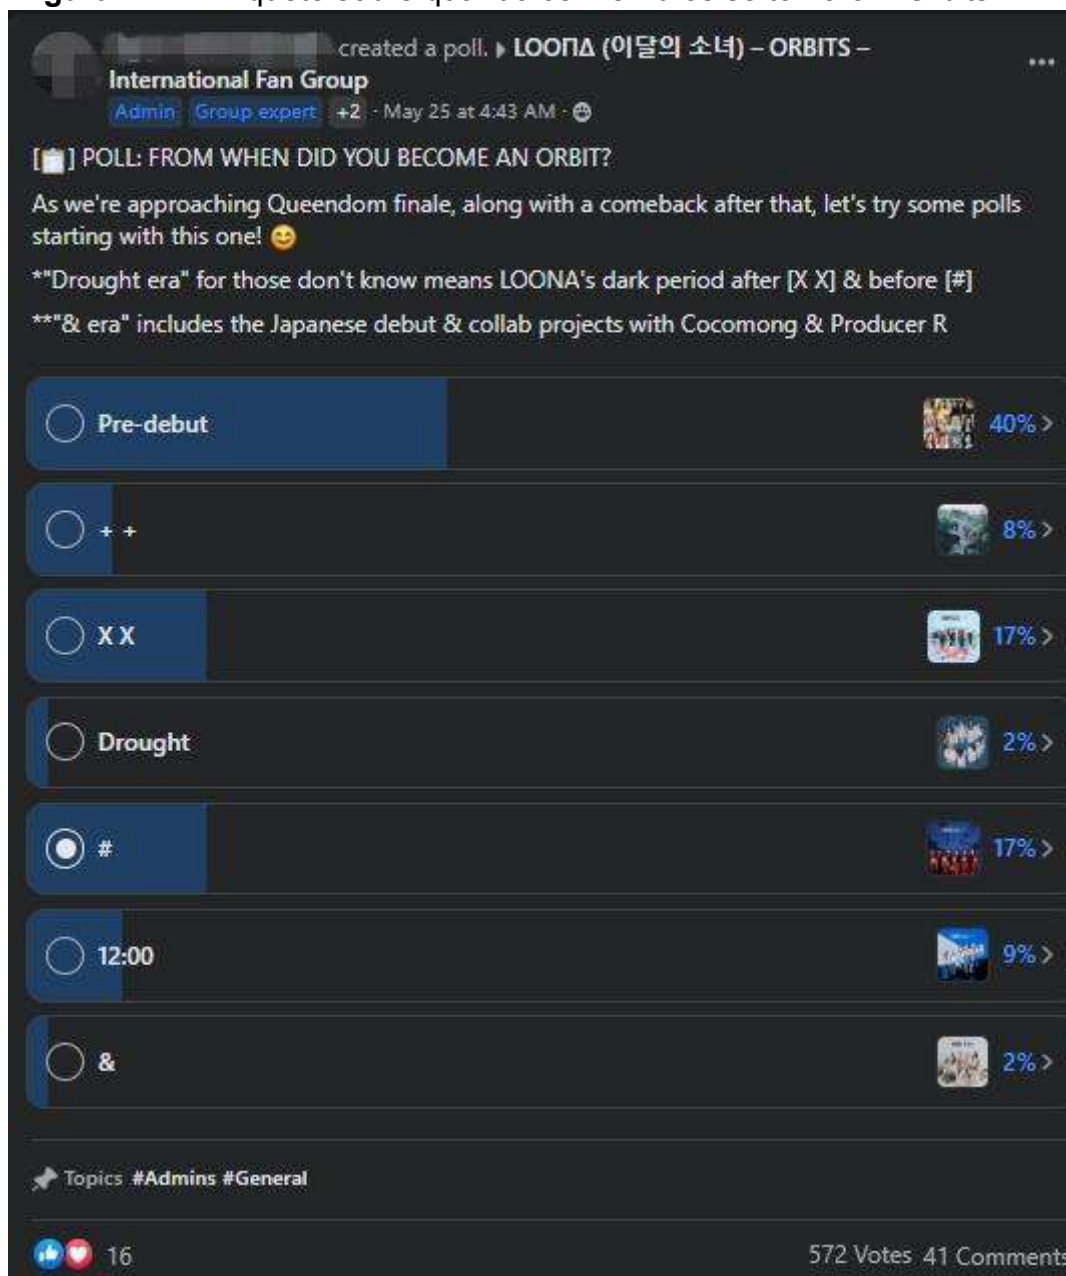 created a poll. ▸ LOOΠΔ (이달의 소녀) – ORBITS –
International Fan Group
Admin Group expert +2 · May 25 at 4:43 AM ·
[📋] POLL: FROM WHEN DID YOU BECOME AN ORBIT?
As we're approaching Queendom finale, along with a comeback after that, let's try some polls
starting with this one! 😊
*"Drought era" for those don't know means LOONA's dark period after [X X] & before [#]
**"& era" includes the Japanese debut & collab projects with Cocomong & Producer R
Pre-debut 40% >
+ + 8% >
X X 17% >
Drought 2% >
# 17% >
12:00 9% >
& 2% >
Topics #Admins #General
16 572 Votes 41 Comments